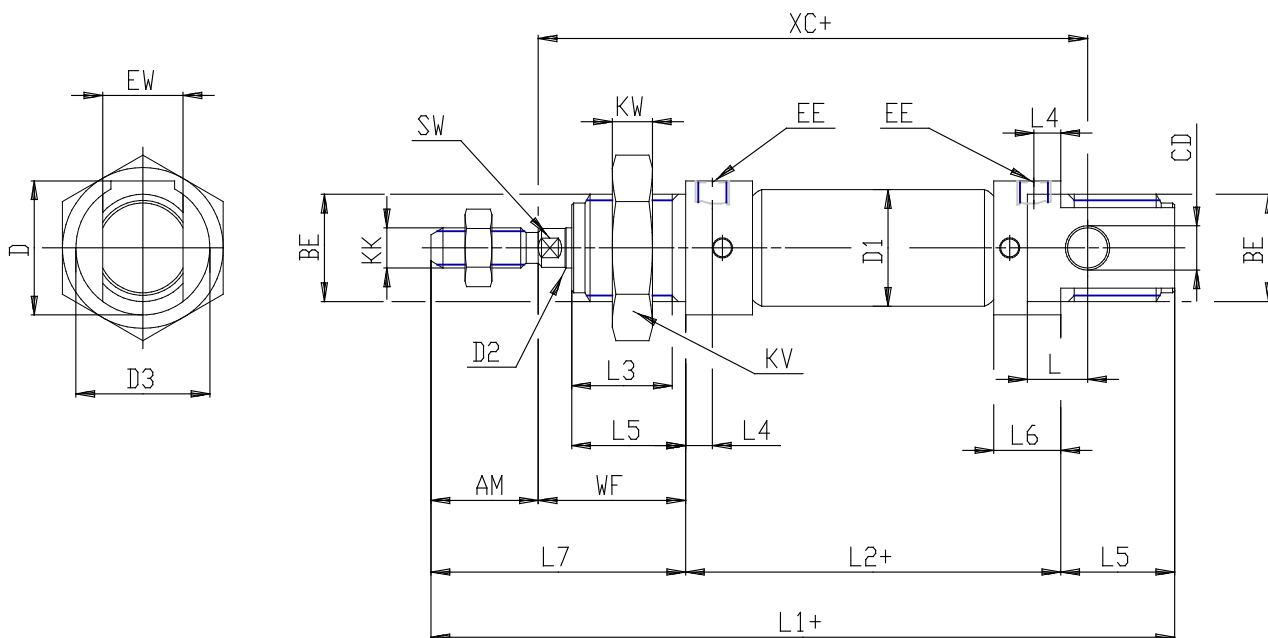 XC+
EW
KW
EE
EE
L4
SW
CD
D
BE
KK
D1
BE
D2
KV
L
D3
L3
L5
L4
L6
AM
WF
L7
L2+
L5
L1+